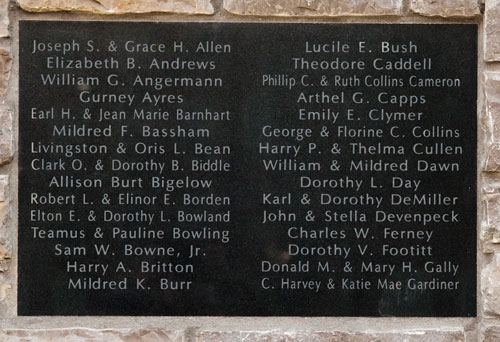 Joseph S. & Grace H. Allen
Elizabeth B. Andrews
William G. Angermann
Gurney Ayres
Earl H. & Jean Marie Barnhart
Mildred F. Bassham
Livingston & Oris L. Bean
Clark O. & Dorothy B. Biddle
Allison Burt Bigelow
Robert L. & Elinor E. Borden
Elton E. & Dorothy L. Bowland
Teamus & Pauline Bowling
Sam W. Bowne, Jr.
Harry A. Britton
Mildred K. Burr
Lucile E. Bush
Theodore Caddell
Phillip C. & Ruth Collins Cameron
Arthel G. Capps
Emily E. Clymer
George & Florine C. Collins
Harry P. & Thelma Cullen
William & Mildred Dawn
Dorothy L. Day
Karl & Dorothy DeMiller
John & Stella Devenpeck
Charles W. Ferney
Dorothy V. Footitt
Donald M. & Mary H. Gally
C. Harvey & Katie Mae Gardiner